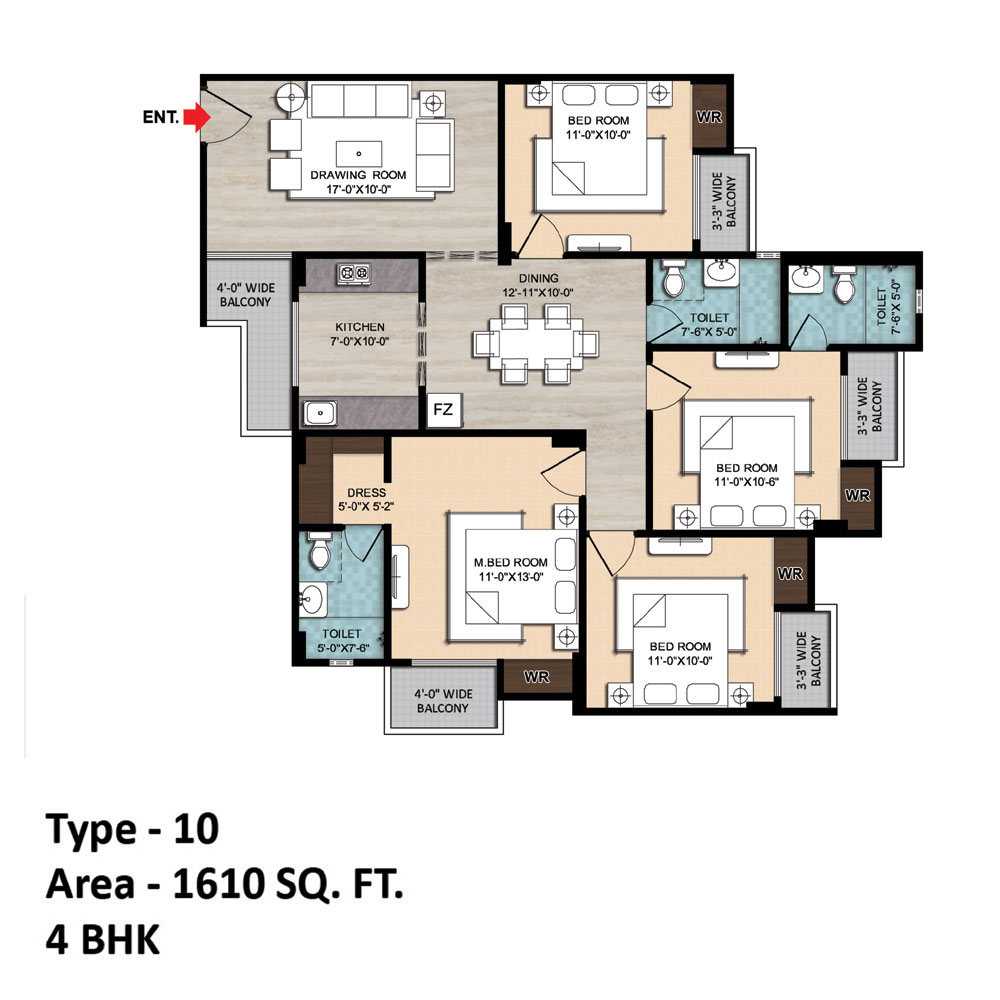 ENT.
DRAWING ROOM
17'-0"X10'-0"
BED ROOM
11'-0"X10'-0"
WR
3'-3" WIDE
BALCONY
4'-0" WIDE
BALCONY
KITCHEN
7'-0"X10'-0"
DINING
12'-11"X10'-0"
FZ
TOILET
7'-6"X 5'-0"
TOILET
7'-6"X 5'-0"
BED ROOM
11'-0"X10'-6"
3'-3" WIDE
BALCONY
WR
DRESS
5'-0"X 5'-2"
M.BED ROOM
11'-0"X13'-0"
TOILET
5'-0"X7'-6"
4'-0" WIDE
BALCONY
WR
BED ROOM
11'-0"X10'-0"
WR
3'-3" WIDE
BALCONY
Type - 10
Area - 1610 SQ. FT.
4 BHK